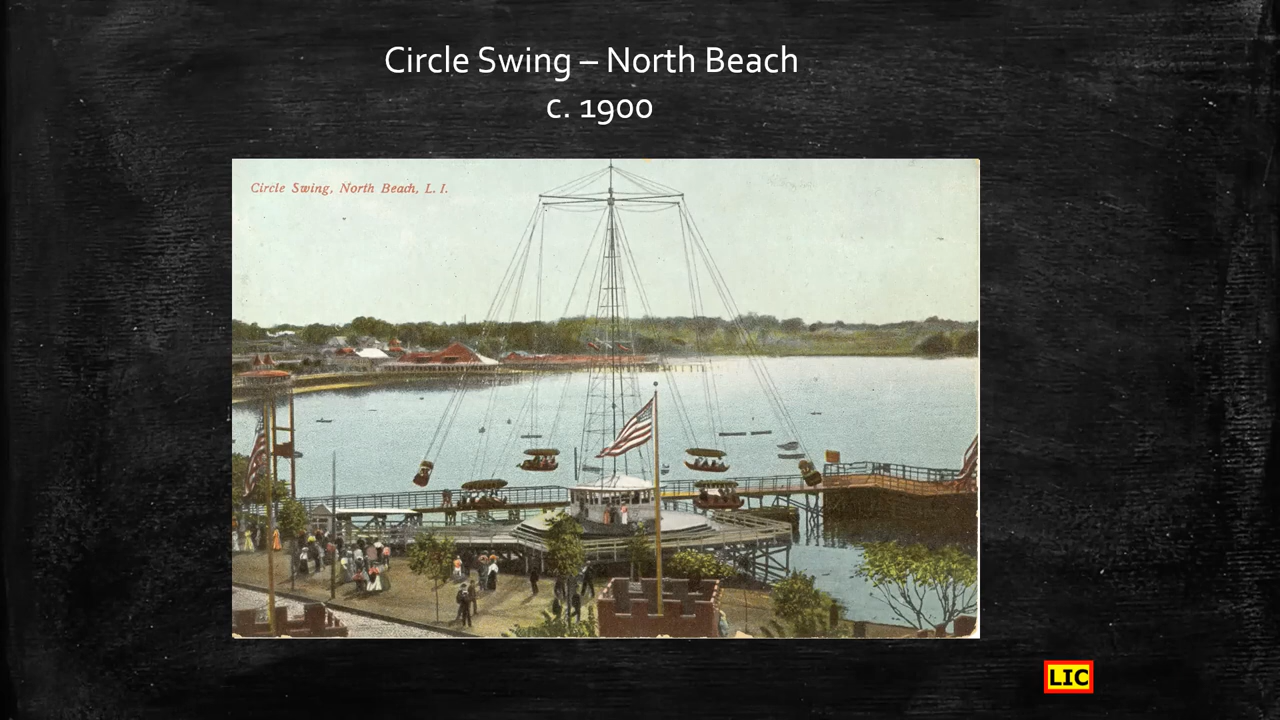 Circle Swing – North Beach
c. 1900
Circle Swing, North Beach, L. I.
LIC